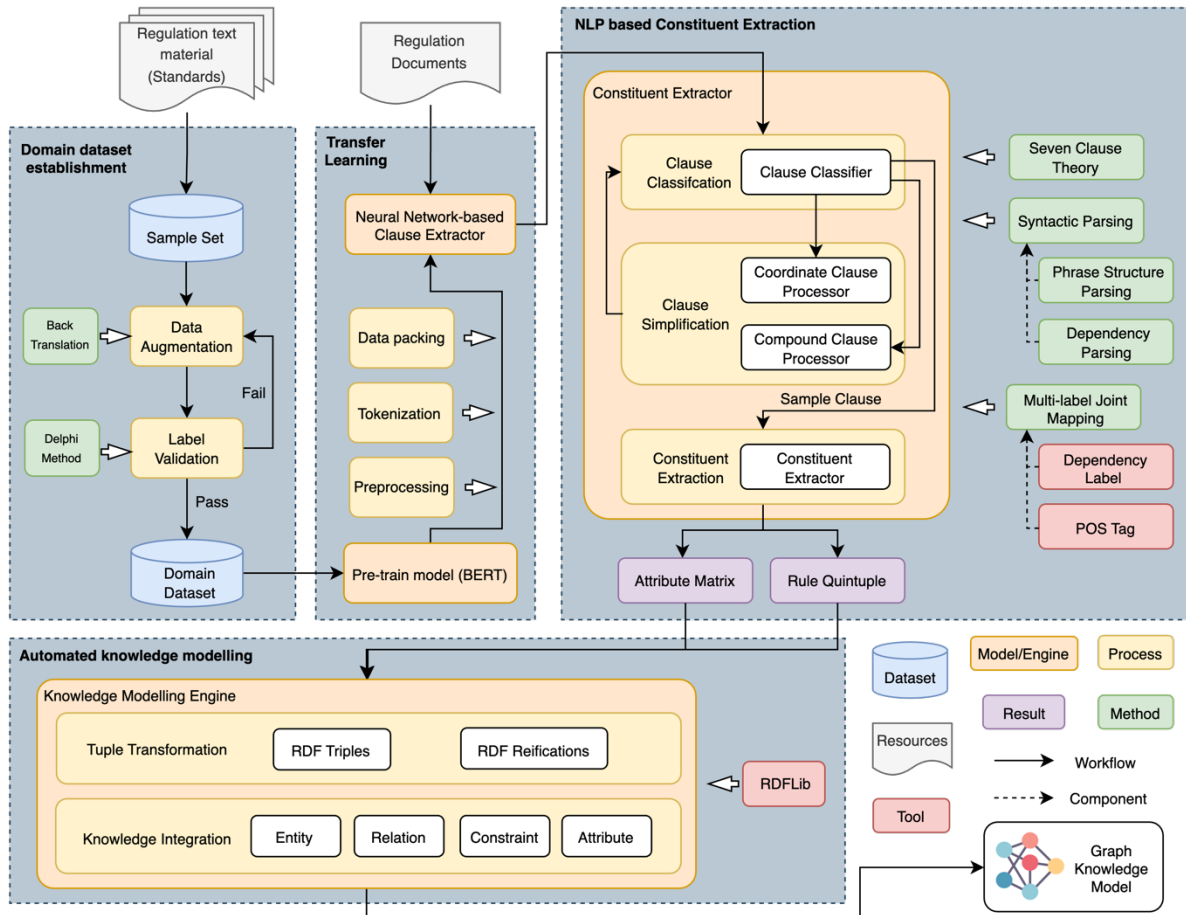 Regulation text
material
(Standards)
Regulation
Documents
NLP based Constituent Extraction
Domain dataset
establishment
Sample Set
Back
Translation
Data
Augmentation
Fail
Delphi
Method
Label
Validation
Pass
Domain
Dataset
Transfer
Learning
Neural Network-based
Clause Extractor
Data packing
Tokenization
Preprocessing
Pre-train model (BERT)
Constituent Extractor
Clause
Classifcation
Clause Classifier
Clause
Simplification
Coordinate Clause
Processor
Compound Clause
Processor
Sample Clause
Constituent
Extraction
Constituent
Extractor
Seven Clause
Theory
Syntactic Parsing
Phrase Structure
Parsing
Dependency
Parsing
Multi-label Joint
Mapping
Dependency
Label
POS Tag
Attribute Matrix
Rule Quintuple
Automated knowledge modelling
Knowledge Modelling Engine
Tuple Transformation
RDF Triples
RDF Reifications
Knowledge Integration
Entity
Relation
Constraint
Attribute
RDFLib
Dataset
Model/Engine
Process
Result
Method
Resources
Workflow
Component
Tool
Graph
Knowledge
Model